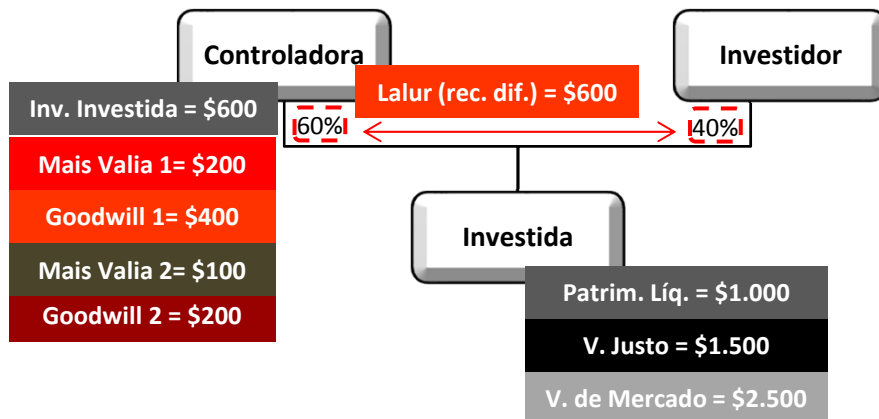 Controladora
Investidor
Inv. Investida = $600
Lalur (rec. dif.) = $600
60%
40%
Mais Valia 1= $200
Goodwill 1= $400
Mais Valia 2= $100
Goodwill 2 = $200
Investida
Patrim. Líq. = $1.000
V. Justo = $1.500
V. de Mercado = $2.500